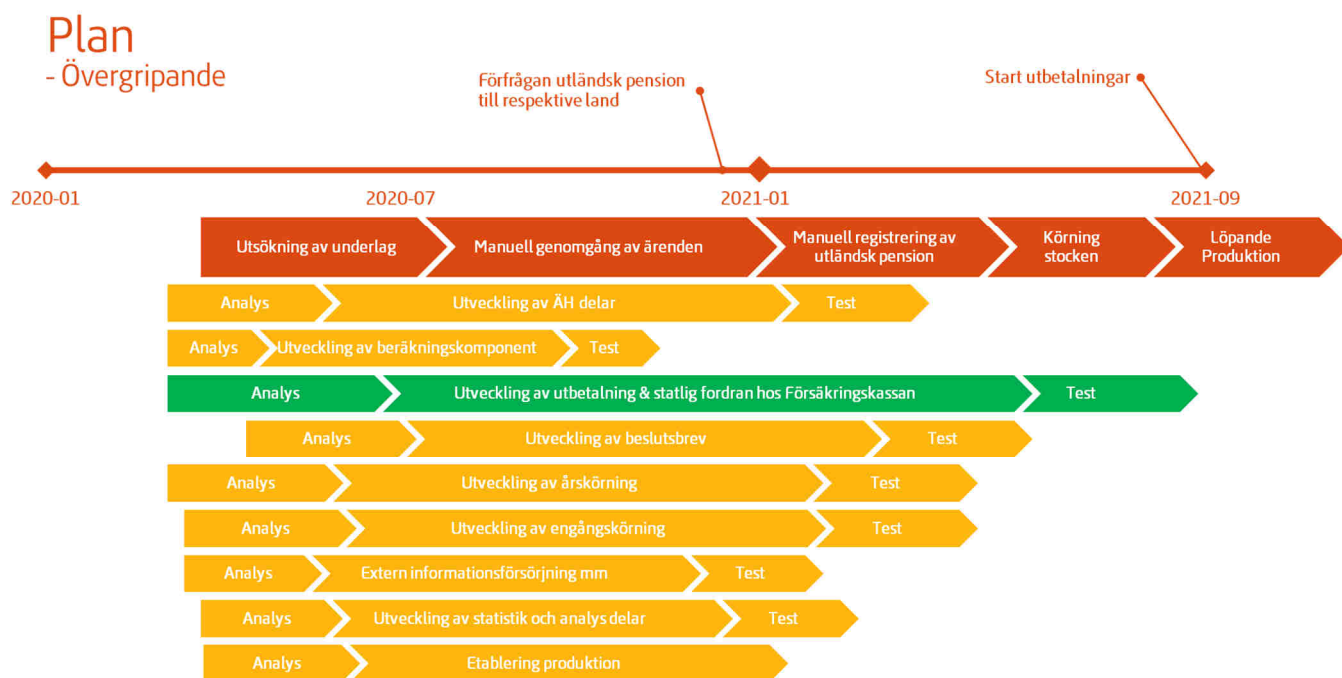 Plan
- Övergripande
Förfrågan utländsk pension
till respektive land
Start utbetalningar
2020-01
2020-07
2021-01
2021-09
Utsökning av underlag
Manuell genomgång av ärenden
Manuell registrering av
utländsk pension
Körning
stocken
Löpande
Produktion
Analys
Utveckling av ÄH delar
Test
Analys
Utveckling av beräkningskomponent
Test
Analys
Utveckling av utbetalning & statlig fordran hos Försäkringskassan
Test
Analys
Utveckling av beslutsbrev
Test
Analys
Utveckling av årskörning
Test
Analys
Utveckling av engångskörning
Test
Analys
Extern informationsförsörjning mm
Test
Analys
Utveckling av statistik och analys delar
Test
Analys
Etablering produktion